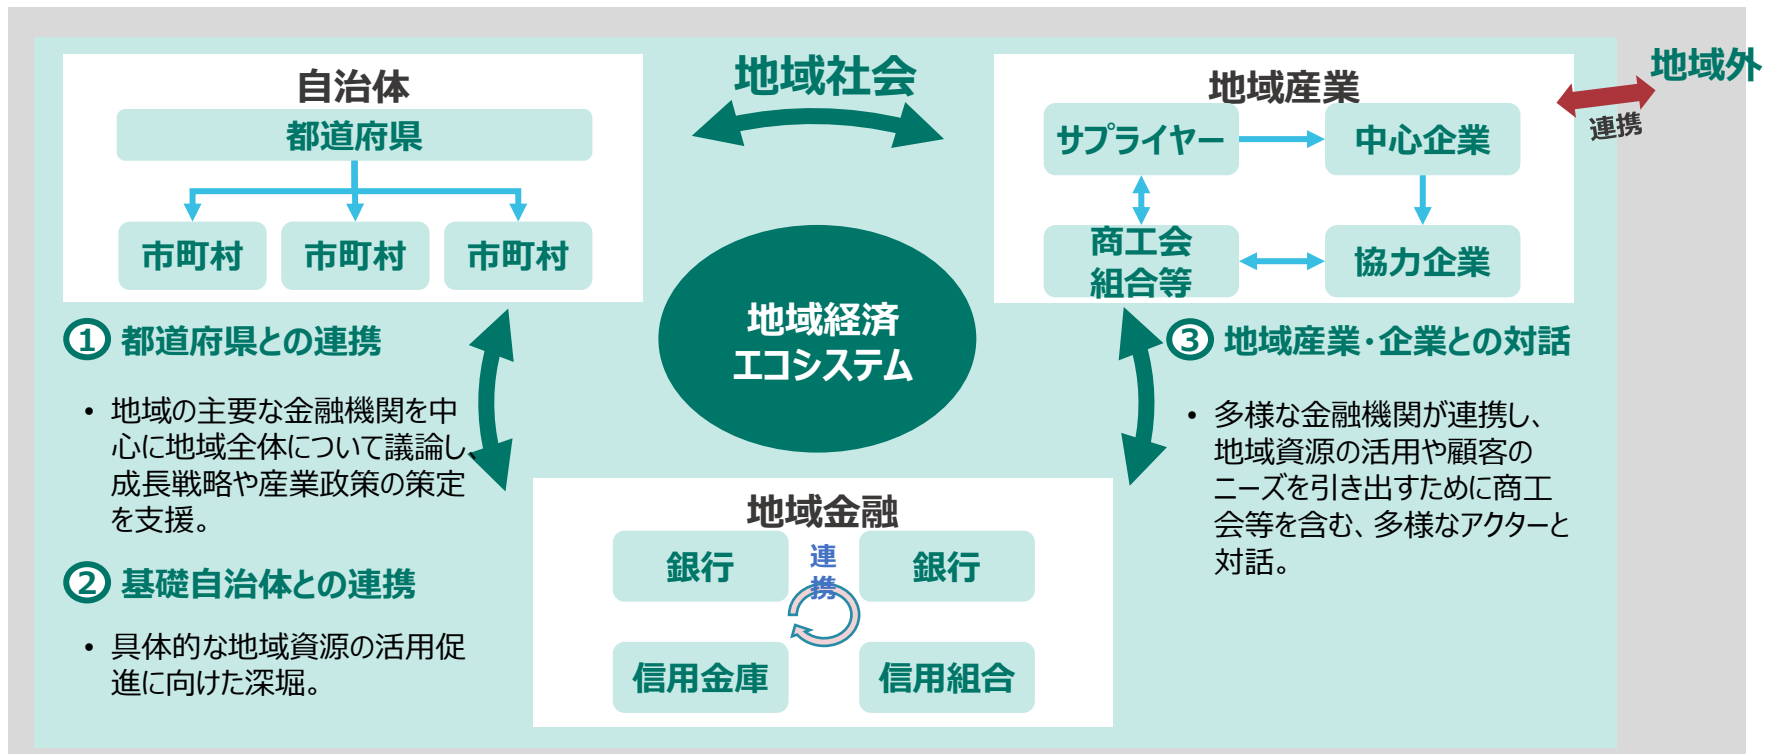 地域社会
地域外
連携
自治体
都道府県
市町村
市町村
市町村
地域産業
サプライヤー
中心企業
商工会
組合等
協力企業
地域経済
エコシステム
① 都道府県との連携
• 地域の主要な金融機関を中
心に地域全体について議論し、
成長戦略や産業政策の策定
を支援。
② 基礎自治体との連携
• 具体的な地域資源の活用促
進に向けた深堀。
③ 地域産業・企業との対話
• 多様な金融機関が連携し、
地域資源の活用や顧客の
ニーズを引き出すために商工
会等を含む、多様なアクターと
対話。
地域金融
銀行
連
携
銀行
信用金庫
信用組合